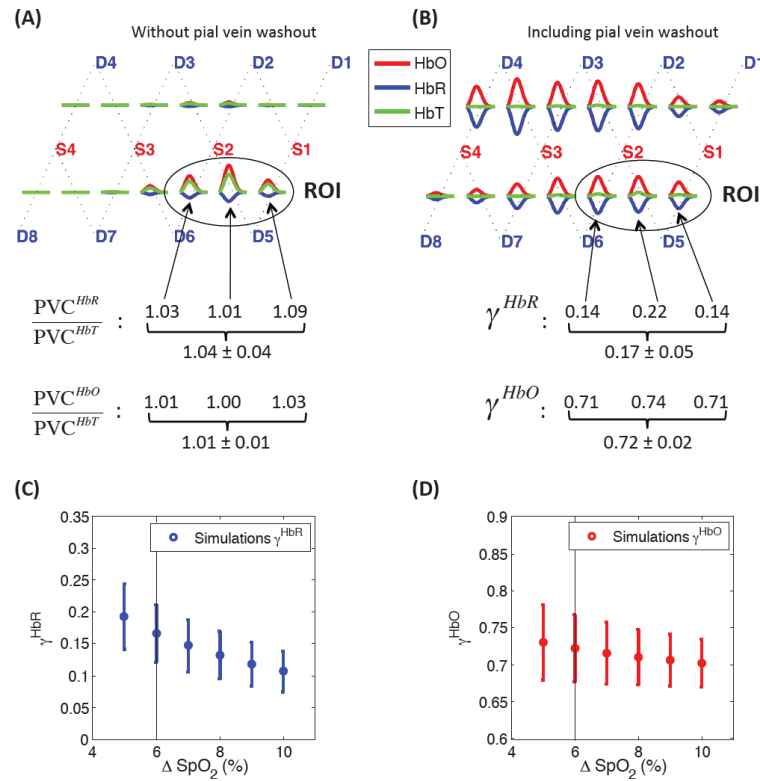 (A)
Without pial vein washout
D4 D3 D2 D1
S4 S3 S2 S1
ROI
D8 D7 D6 D5
PVC^HbR / PVC^HbT : 1.03 1.01 1.09
1.04 ± 0.04
PVC^HbO / PVC^HbT : 1.01 1.00 1.03
1.01 ± 0.01
HbO
HbR
HbT
(B)
Including pial vein washout
D4 D3 D2 D1
S4 S3 S2 S1
ROI
D8 D7 D6 D5
γ^HbR : 0.14 0.22 0.14
0.17 ± 0.05
γ^HbO : 0.71 0.74 0.71
0.72 ± 0.02
(C)
Simulations γ^HbR
0.35
0.3
0.25
0.2
0.15
0.1
0.05
0
γ^HbR
4 6 8 10
Δ SpO₂ (%)
(D)
Simulations γ^HbO
0.9
0.85
0.8
0.75
0.7
0.65
0.6
γ^HbO
4 6 8 10
Δ SpO₂ (%)